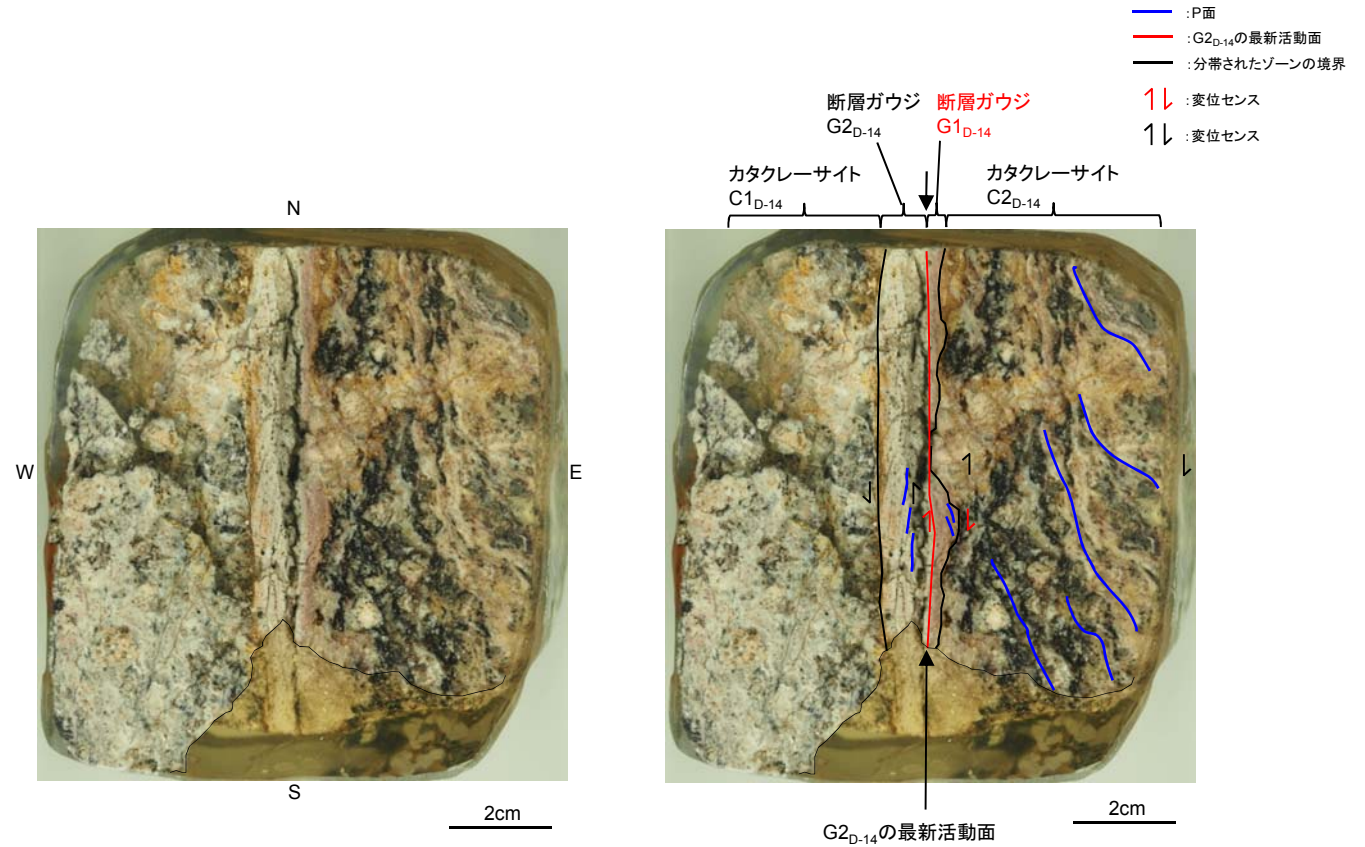 :P面
:G2D-14の最新活動面
:分帯されたゾーンの境界
:変位センス
:変位センス
断層ガウジ
G2D-14
断層ガウジ
G1D-14
カタクレーサイト
C1D-14
カタクレーサイト
C2D-14
N
W
E
S
2cm
2cm
G2D-14の最新活動面